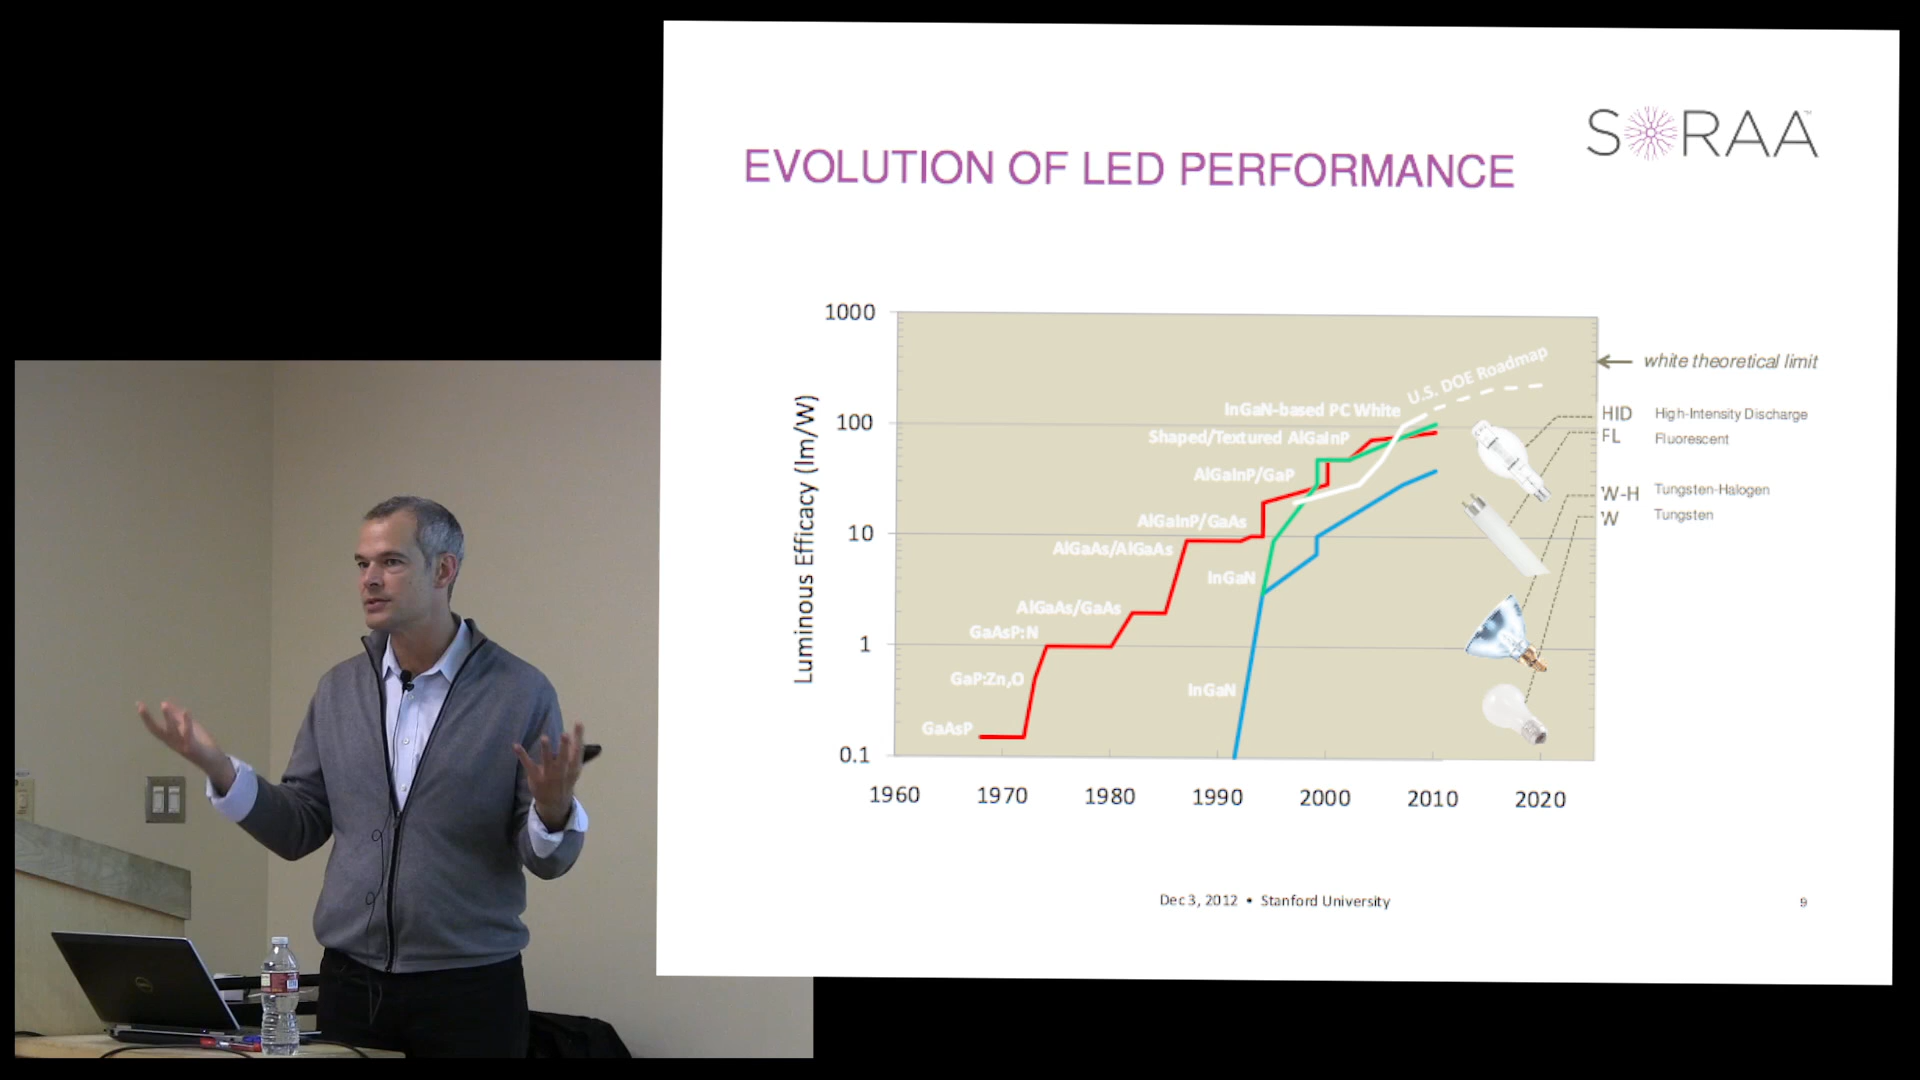 SORAA
EVOLUTION OF LED PERFORMANCE
Luminous Efficacy (lm/W)
1000
100
10
1
0.1
1960 1970 1980 1990 2000 2010 2020
U.S. DOE Roadmap
InGaN-based PC White
Shaped/Textured AlGaInP
AlGaInP/GaP
AlGaInP/GaAs
AlGaAs/AlGaAs
InGaN
AlGaAs/GaAs
GaAsP:N
GaP:Zn,O
InGaN
GaAsP
white theoretical limit
HID High-Intensity Discharge
FL Fluorescent
W-H Tungsten-Halogen
W Tungsten
Dec 3, 2012 • Stanford University
9
DELL